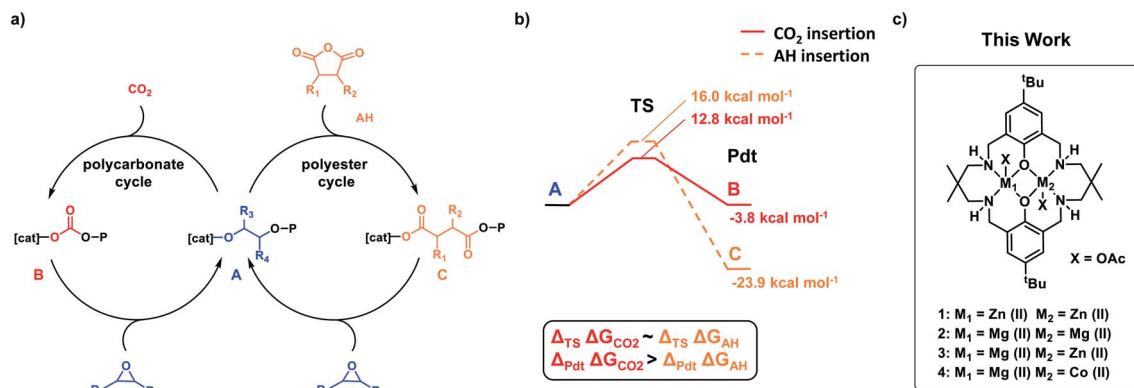 a)
O
O
O
R1
R2
CO2
AH
polycarbonate
cycle
polyester
cycle
O
[cat]
O
O-P
B
R3
[cat]
O
O-P
R4
A
O
R2
[cat]
O
O-P
R1
O
C
O
O
b)
CO2 insertion
AH insertion
16.0 kcal mol-1
TS
12.8 kcal mol-1
Pdt
A
B
-3.8 kcal mol-1
C
-23.9 kcal mol-1
ΔTS ΔGCO2 ~ ΔTS ΔGAH
ΔPdt ΔGCO2 > ΔPdt ΔGAH
c)
This Work
tBu
H
X
H
N
O
N
M1
M2
N
O
X
N
H
H
tBu
X = OAc
1: M1 = Zn (II) M2 = Zn (II)
2: M1 = Mg (II) M2 = Mg (II)
3: M1 = Mg (II) M2 = Zn (II)
4: M1 = Mg (II) M2 = Co (II)